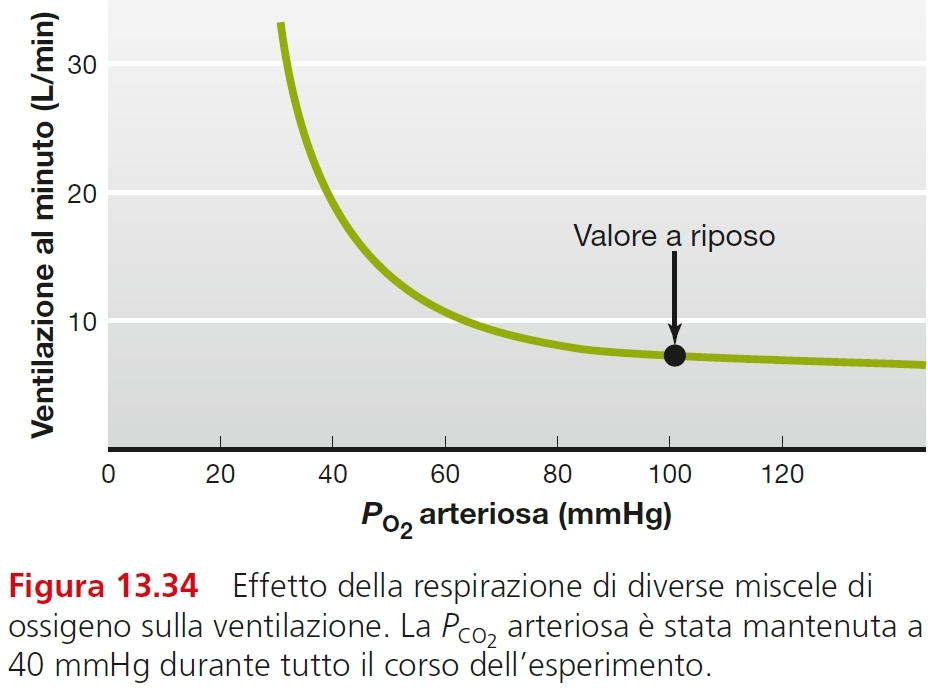 Ventilazione al minuto (L/min)
30
20
10
Valore a riposo
0 20 40 60 80 100 120
PO2 arteriosa (mmHg)
Figura 13.34 Effetto della respirazione di diverse miscele di
ossigeno sulla ventilazione. La PCO2 arteriosa è stata mantenuta a
40 mmHg durante tutto il corso dell'esperimento.